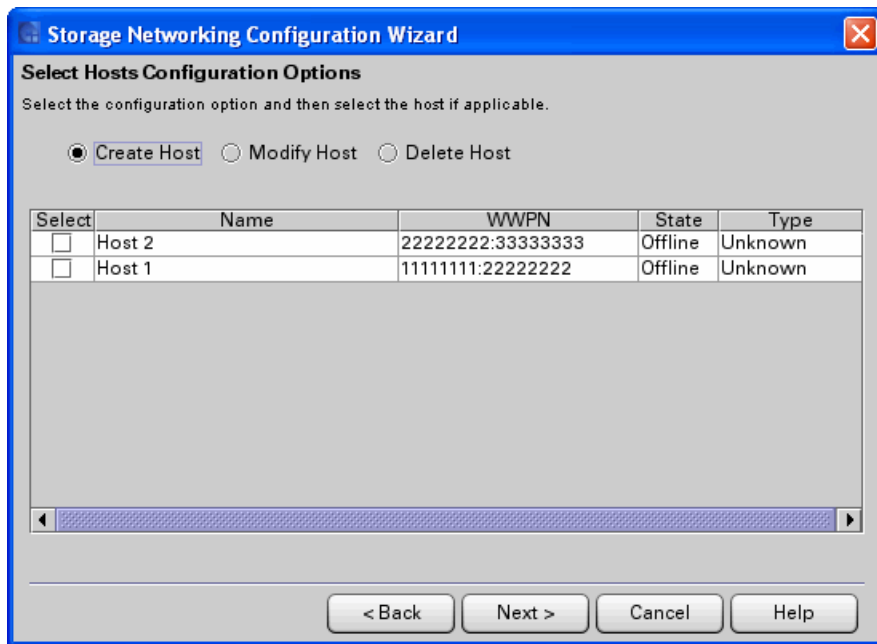 Storage Networking Configuration Wizard
Select Hosts Configuration Options
Select the configuration option and then select the host if applicable.
Create Host Modify Host Delete Host
Select Name WWPN State Type
Host 2 22222222:33333333 Offline Unknown
Host 1 11111111:22222222 Offline Unknown
< Back Next > Cancel Help